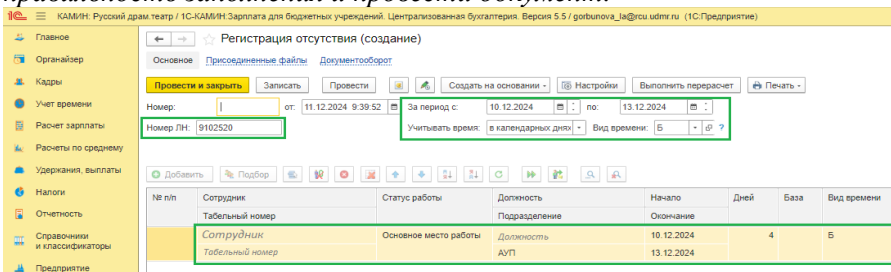 правильность заполнения и провести документ.
КАМИН: Русский драм.театр / 1С-КАМИН:Зарплата для бюджетных учреждений. Централизованная бухгалтерия. Версия 5.5 / gorbunova_la@rcu.udmr.ru (1С:Предприятие)
Главное
Органайзер
Кадры
Учет времени
Расчет зарплаты
Расчеты по среднему
Удержания, выплаты
Налоги
Отчетность
Справочники
и классификаторы
Предприятие
Регистрация отсутствия (создание)
Основное Присоединенные файлы Документооборот
Провести и закрыть Записать Провести Создать на основании Настройки Выполнить перерасчет Печать
Номер: от: 11.12.2024 9:39:52 За период с: 10.12.2024 по: 13.12.2024
Номер ЛН: 9102520 Учитывать время: в календарных днях Вид времени: Б ?
Добавить Подбор
№ п/п Сотрудник Статус работы Должность Начало Дней База Вид времени
Табельный номер Подразделение Окончание
Сотрудник Основное место работы Должность 10.12.2024 4 Б
Табельный номер АУП 13.12.2024